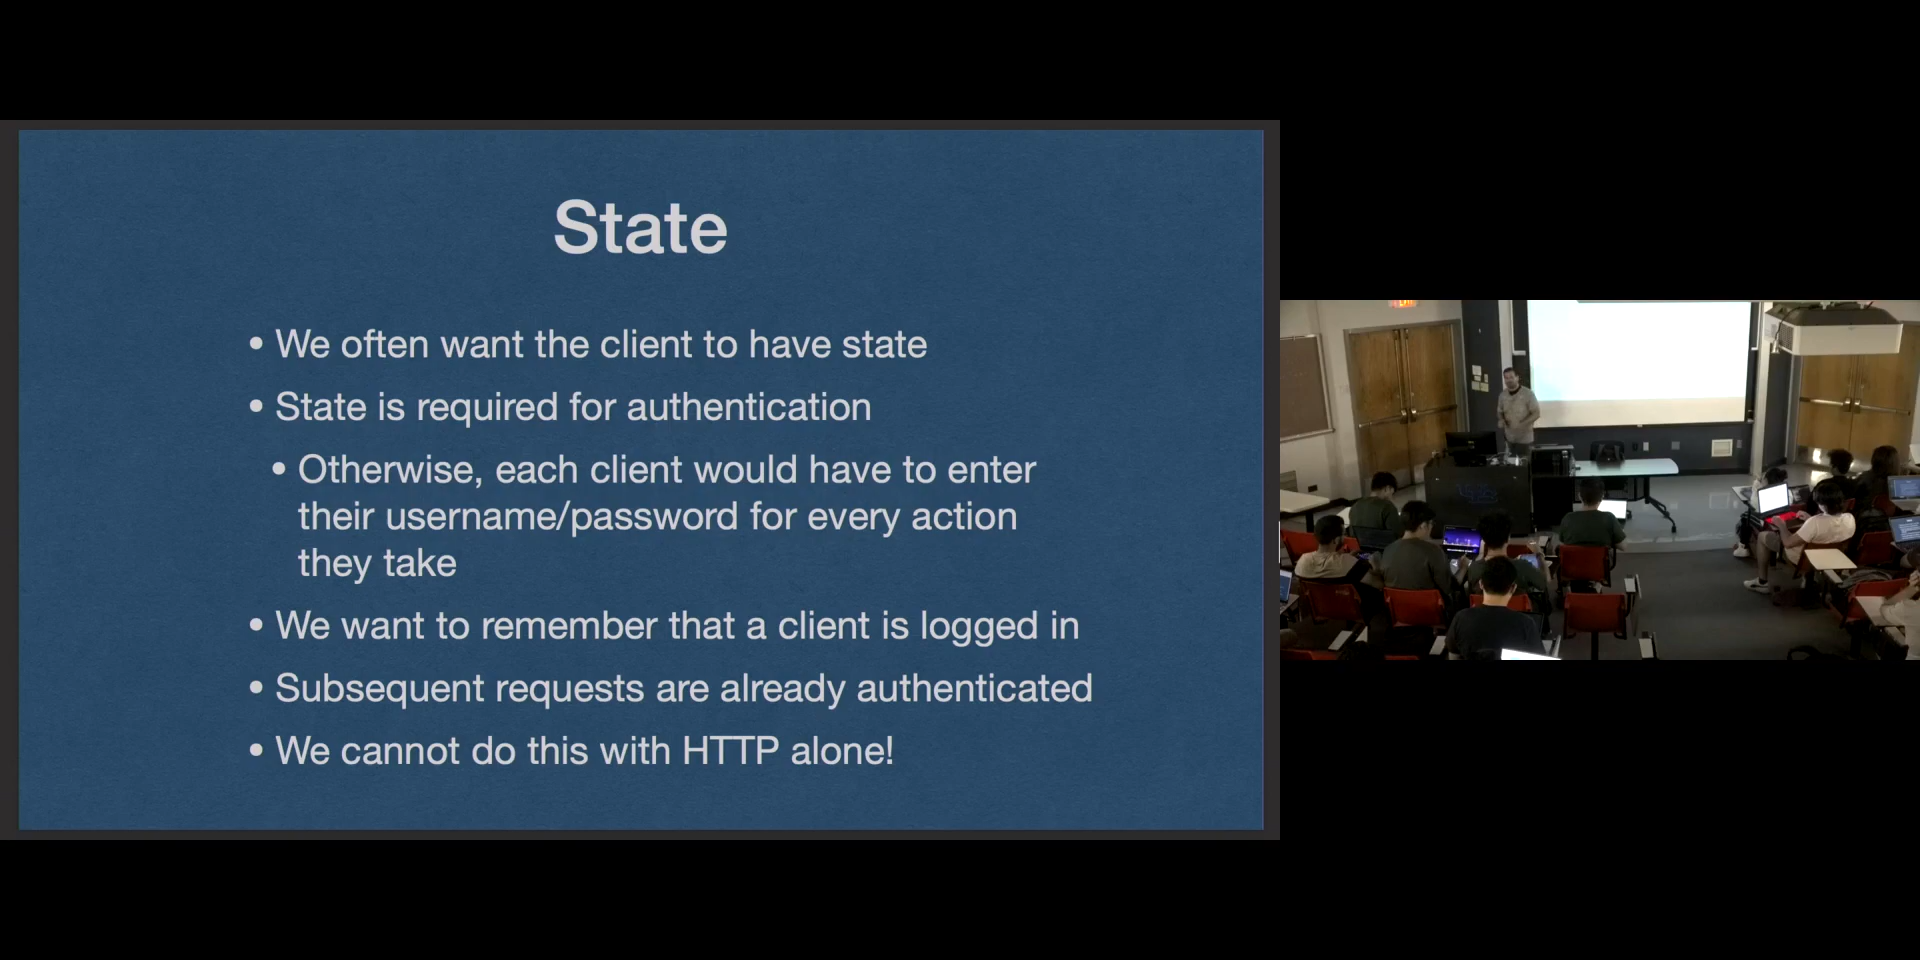 State
• We often want the client to have state
• State is required for authentication
• Otherwise, each client would have to enter
their username/password for every action
they take
• We want to remember that a client is logged in
• Subsequent requests are already authenticated
• We cannot do this with HTTP alone!